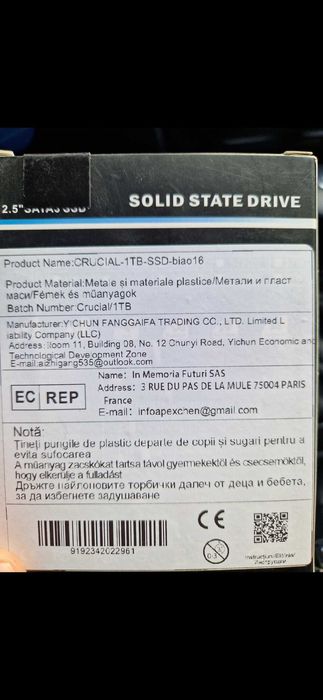 2.5"SATA3 SSD
SOLID STATE DRIVE
Product Name:CRUCIAL-1TB-SSD-biao16
Product Material:Metale și materiale plastice/Метали и пласт
маси/Fémek és műanyagok
Batch Number:Crucial/1TB
Manufacturer:YICHUN FANGGAIFA TRADING CO., LTD. Limited L
iability Company (LLC)
Address:Room 11, Building 08, No. 12 Chunyi Road, Yichun Economic and
Technological Development Zone
E-mail:aizhigang535@outlook.com
EC REP
Name: In Memoria Futuri SAS
Address: 3 RUE DU PAS DE LA MULE 75004 PARIS
France
E-mail: infoapexchen@gmail.com
Notă:
Țineți pungile de plastic departe de copii și sugari pentru a
evita sufocarea
A műanyag zacskókat tartsa távol gyermekektől és csecsemőktől,
hogy elkerülje a fulladást
Дръжте найлоновите торбички далеч от деца и бебета,
за да избегнете задушаване
CE
0-3
9192342022961